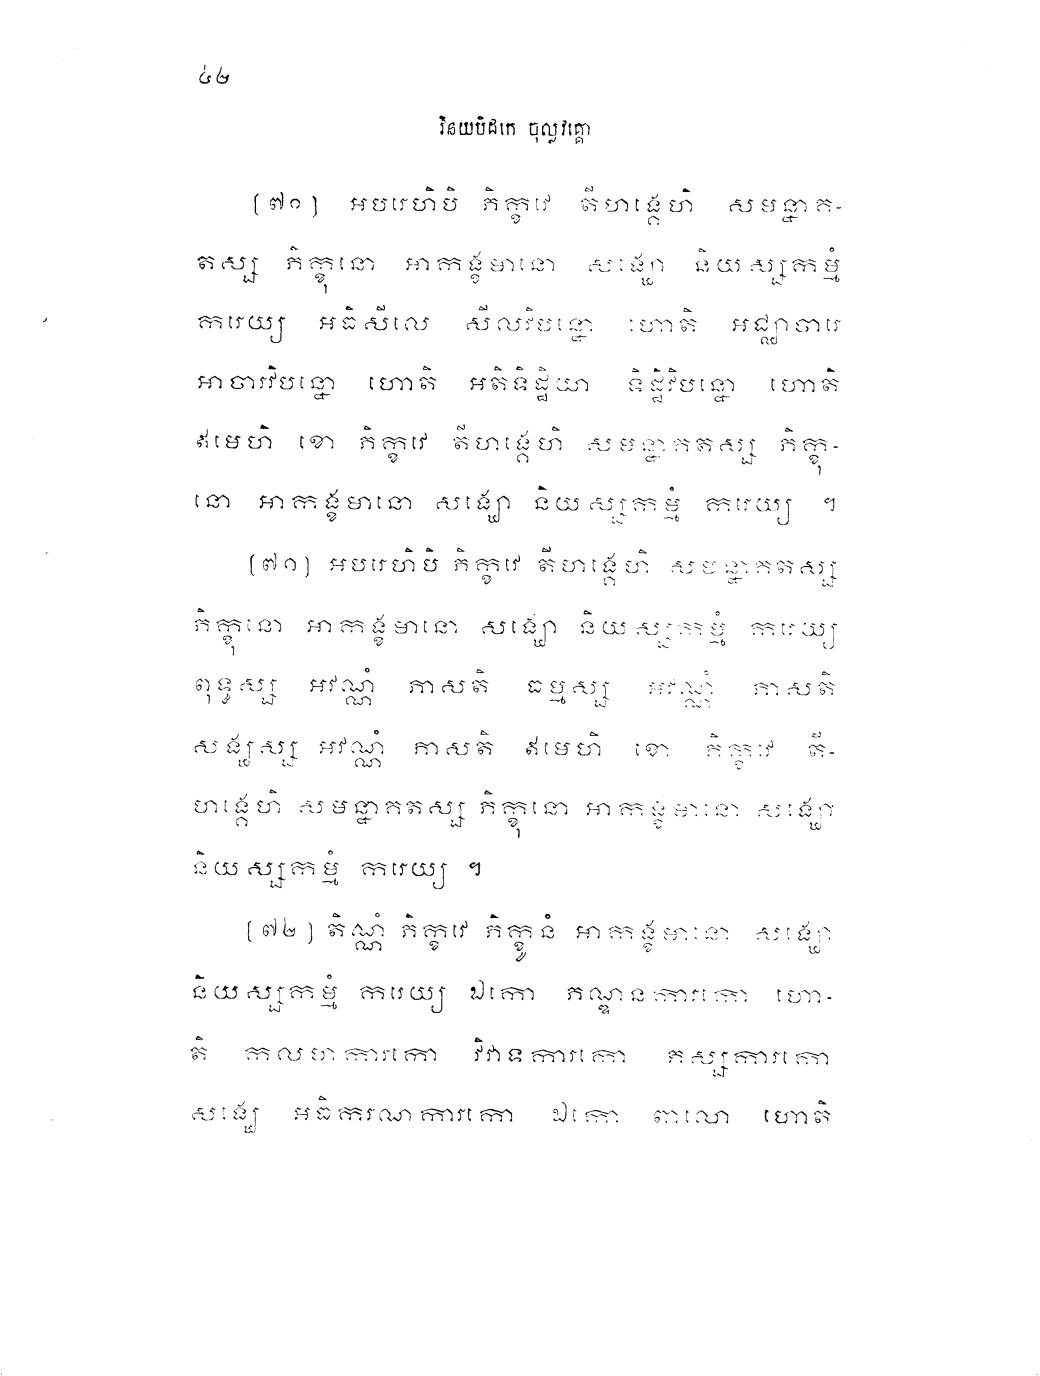 ៤២
វិនយបិដកេ ចុល្លវគ្គោ
(៧០) អបរេហិបិ ភិក្ខវេ តីហង្គេហិ សមន្នាគ-
តស្ស ភិក្ខុនោ អាកង្ខមានោ សង្ឃោ និយស្សកម្មំ
ករេយ្យ អធិសីលេ សីលវិបន្នោ ហោតិ អជ្ឈាចារេ
អាចារវិបន្នោ ហោតិ អតិទិដ្ឋិយា ទិដ្ឋិវិបន្នោ ហោតិ
ឥមេហិ ខោ ភិក្ខវេ តីហង្គេហិ សមន្នាគតស្ស ភិក្ខុ-
នោ អាកង្ខមានោ សង្ឃោ និយស្សកម្មំ ករេយ្យ ។
(៧១) អបរេហិបិ ភិក្ខវេ តីហង្គេហិ សមន្នាគតស្ស
ភិក្ខុនោ អាកង្ខមានោ សង្ឃោ និយស្សកម្មំ ករេយ្យ
ពុទ្ធស្ស អវណ្ណំ ភាសតិ ធម្មស្ស អវណ្ណំ ភាសតិ
សង្ឃស្ស អវណ្ណំ ភាសតិ ឥមេហិ ខោ ភិក្ខវេ តី-
ហង្គេហិ សមន្នាគតស្ស ភិក្ខុនោ អាកង្ខមានោ សង្ឃោ
និយស្សកម្មំ ករេយ្យ ។
(៧២) តិណ្ណំ ភិក្ខវេ ភិក្ខូនំ អាកង្ខមានោ សង្ឃោ
និយស្សកម្មំ ករេយ្យ ឯកោ ភណ្ឌនការកោ ហោ-
តិ កលហការកោ វិវាទការកោ ភស្សការកោ
សង្ឃេ អធិករណការកោ ឯកោ ពាលោ ហោតិ